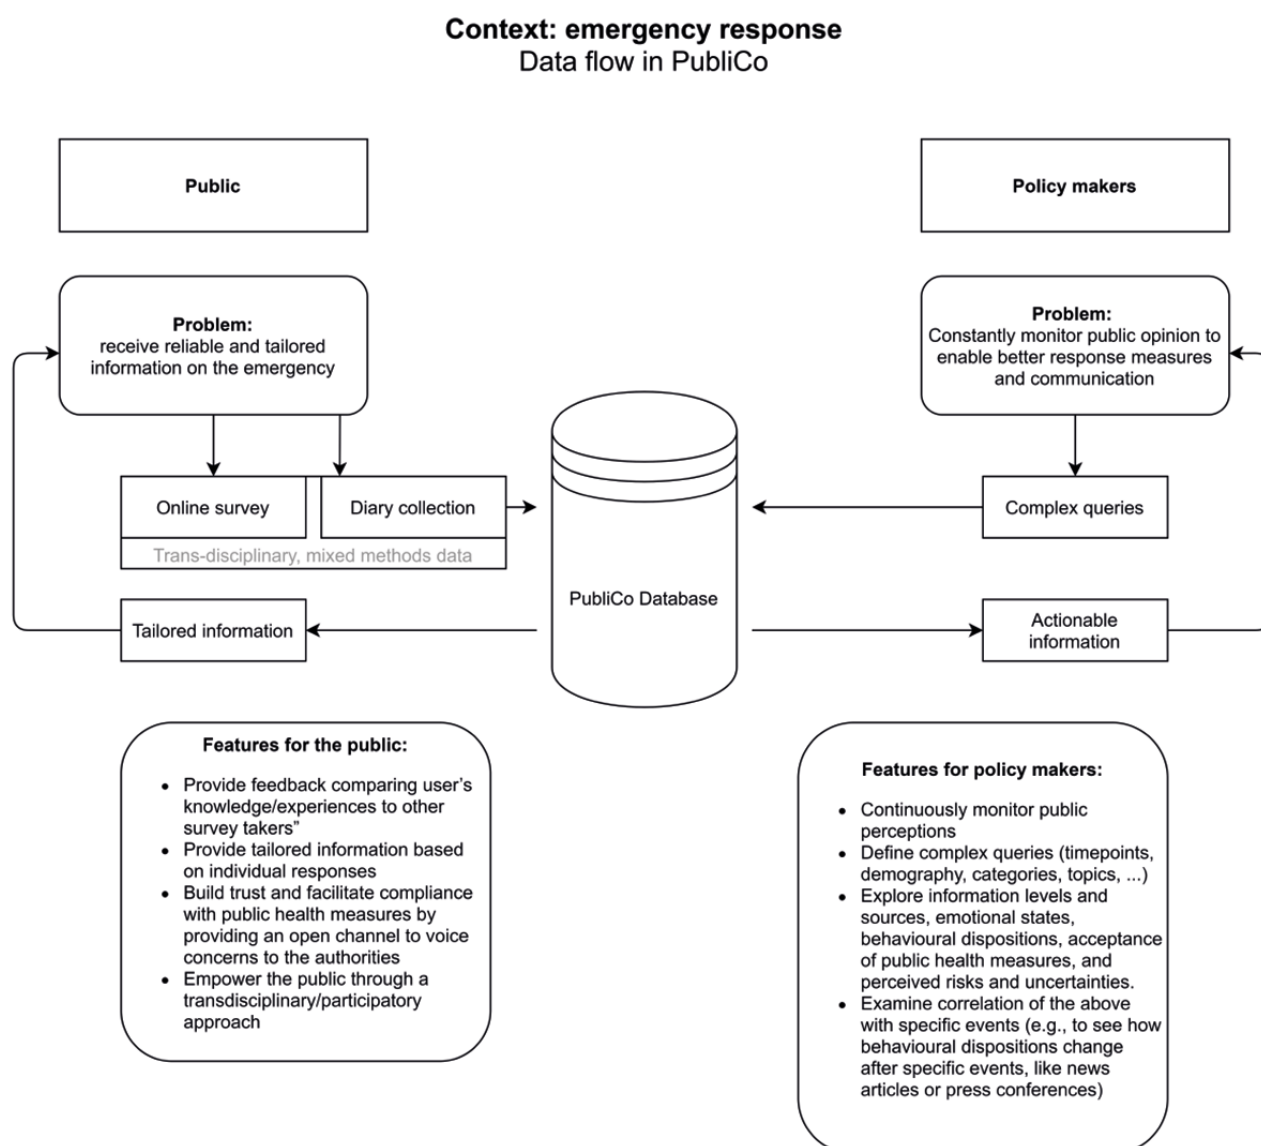 Context: emergency response
Data flow in PubliCo
Public
Policy makers
Problem:
receive reliable and tailored
information on the emergency
Problem:
Constantly monitor public opinion to
enable better response measures
and communication
Online survey
Diary collection
Trans-disciplinary, mixed methods data
Complex queries
PubliCo Database
Tailored information
Actionable
information
Features for the public:
• Provide feedback comparing user's
knowledge/experiences to other
survey takers”
• Provide tailored information based
on individual responses
• Build trust and facilitate compliance
with public health measures by
providing an open channel to voice
concerns to the authorities
• Empower the public through a
transdisciplinary/participatory
approach
Features for policy makers:
• Continuously monitor public
perceptions
• Define complex queries (timepoints,
demography, categories, topics, ...)
• Explore information levels and
sources, emotional states,
behavioural dispositions, acceptance
of public health measures, and
perceived risks and uncertainties.
• Examine correlation of the above
with specific events (e.g., to see how
behavioural dispositions change
after specific events, like news
articles or press conferences)